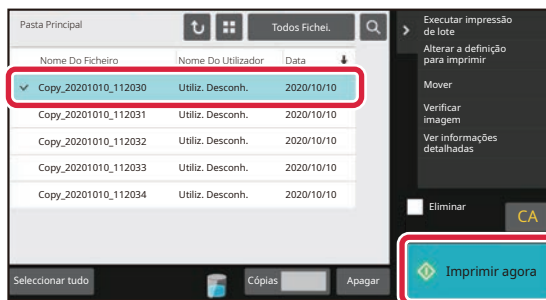 Pasta Principal
Todos Fichei.
Nome Do Ficheiro Nome Do Utilizador Data
Copy_20201010_112030 Utiliz. Desconh. 2020/10/10
Copy_20201010_112031 Utiliz. Desconh. 2020/10/10
Copy_20201010_112032 Utiliz. Desconh. 2020/10/10
Copy_20201010_112033 Utiliz. Desconh. 2020/10/10
Copy_20201010_112034 Utiliz. Desconh. 2020/10/10
Seleccionar tudo
Cópias
Apagar
Executar impressão
de lote
Alterar a definição
para imprimir
Mover
Verificar
imagem
Ver informações
detalhadas
Eliminar
CA
Imprimir agora